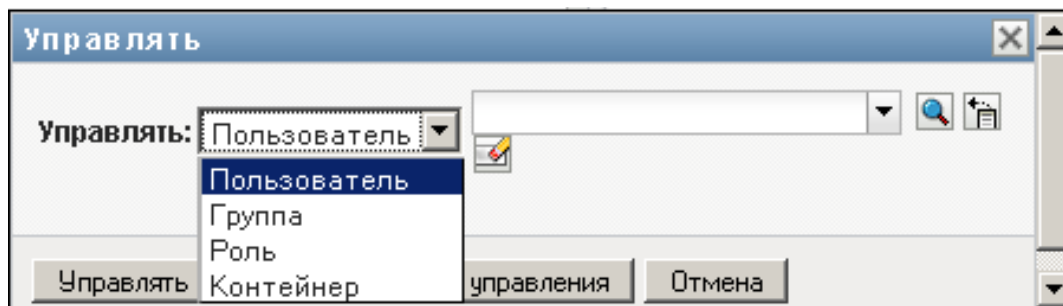 Управлять
Управлять: Пользователь
Пользователь
Группа
Роль
Контейнер
Управлять управления Отмена